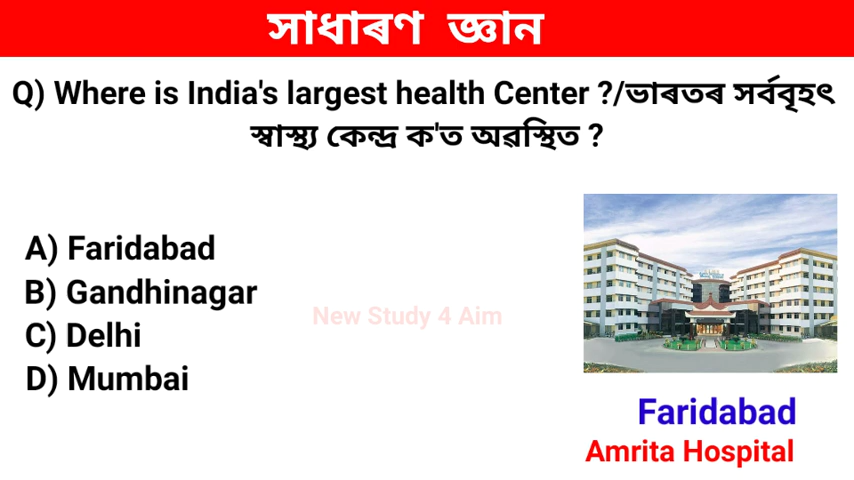 সাধাৰণ জ্ঞান
Q) Where is India's largest health Center ?/ভাৰতৰ সৰ্ববৃহৎ
স্বাস্থ্য কেন্দ্ৰ ক'ত অৱস্থিত ?
A) Faridabad
B) Gandhinagar
C) Delhi
D) Mumbai
New Study 4 Aim
Faridabad
Amrita Hospital